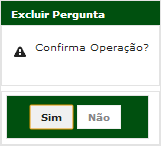 Excluir Pergunta
Confirma Operação?
Sim Não